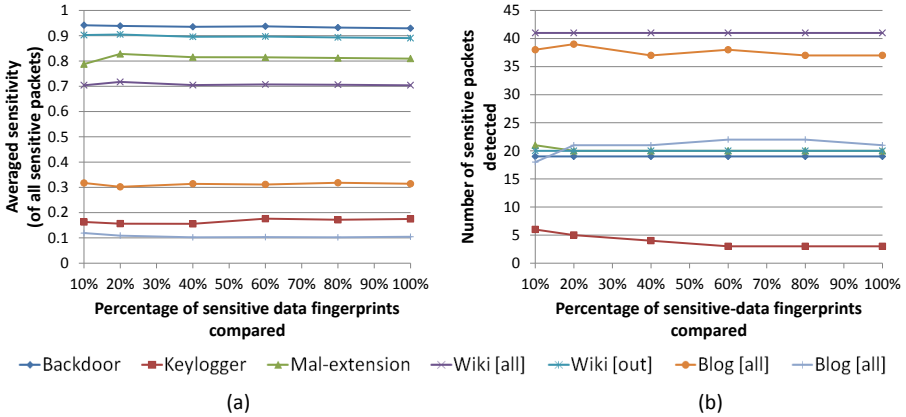 Averaged sensitivity
(of all sensitive packets)
1
0.9
0.8
0.7
0.6
0.5
0.4
0.3
0.2
0.1
0
10% 20% 30% 40% 50% 60% 70% 80% 90% 100%
Percentage of sensitive data fingerprints
compared
Number of sensitive packets
detected
45
40
35
30
25
20
15
10
5
0
10% 20% 30% 40% 50% 60% 70% 80% 90% 100%
Percentage of sensitive-data fingerprints
compared
Backdoor Keylogger Mal-extension Wiki [all] Wiki [out] Blog [all] Blog [all]
(a) (b)